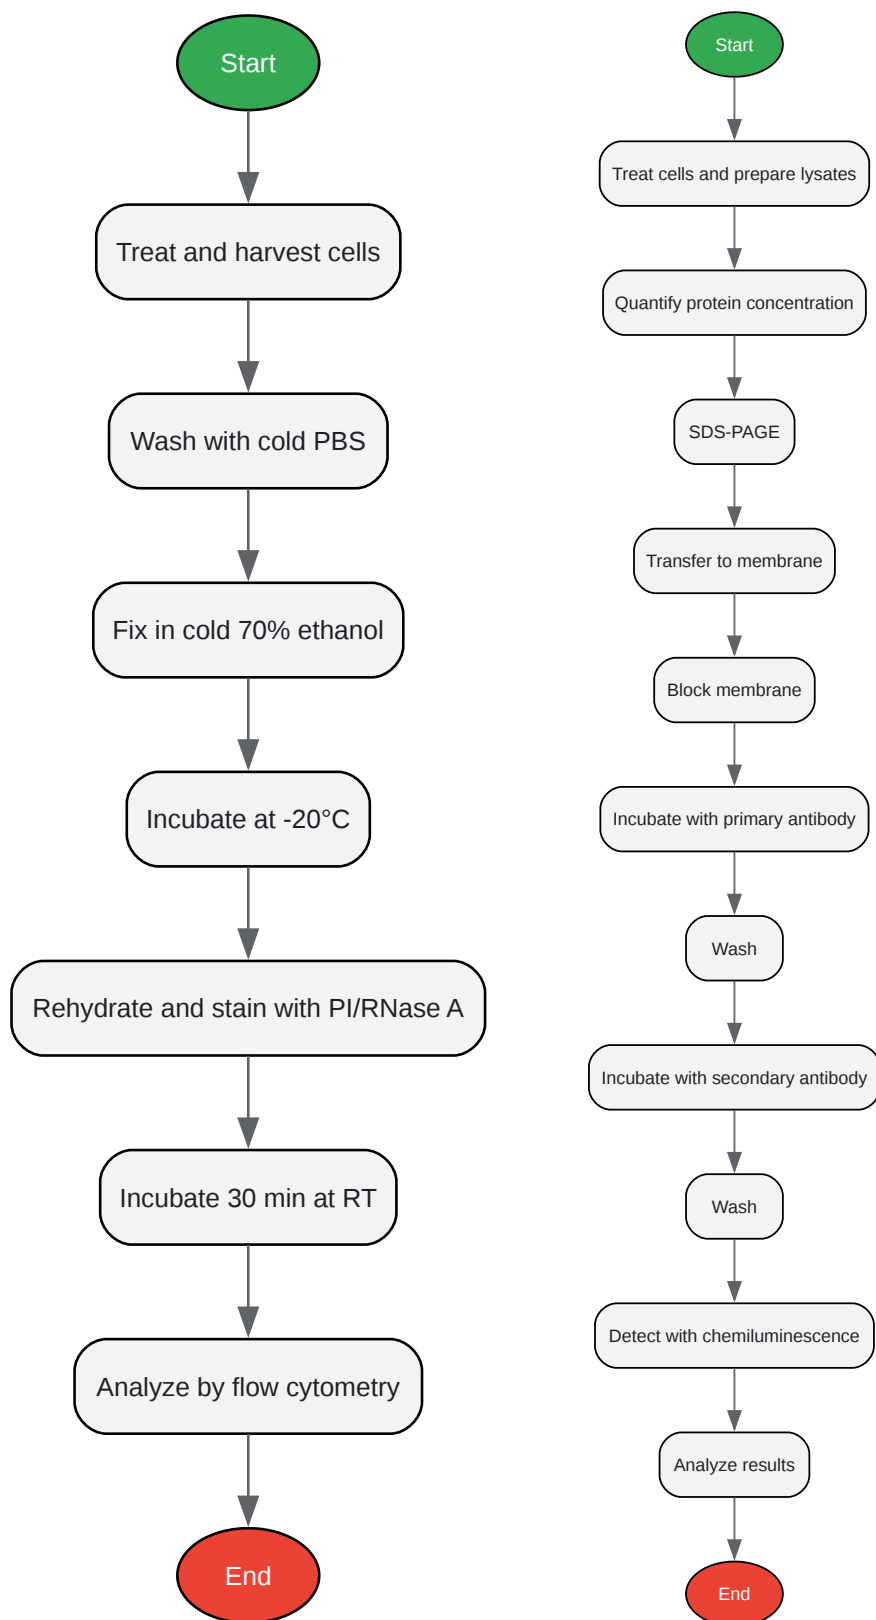 Start
Treat and harvest cells
Wash with cold PBS
Fix in cold 70% ethanol
Incubate at -20°C
Rehydrate and stain with PI/RNase A
Incubate 30 min at RT
Analyze by flow cytometry
End
Start
Treat cells and prepare lysates
Quantify protein concentration
SDS-PAGE
Transfer to membrane
Block membrane
Incubate with primary antibody
Wash
Incubate with secondary antibody
Wash
Detect with chemiluminescence
Analyze results
End